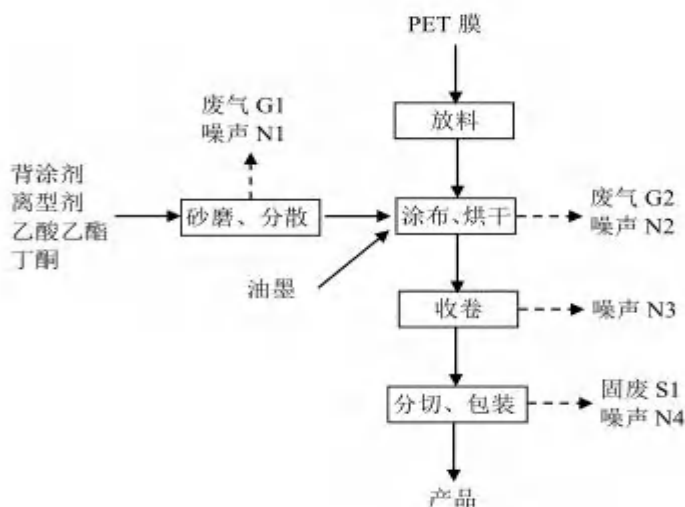 PET 膜
废气 G1
噪声 N1
放料
背涂剂
离型剂
乙酸乙酯
丁酮
砂磨、分散
涂布、烘干
废气 G2
噪声 N2
油墨
收卷
噪声 N3
分切、包装
固废 S1
噪声 N4
产品